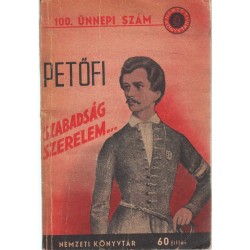 100. ÜNNEPI SZÁM
PETŐFI
SZABADSÁG
SZERELEM...
NEMZETI KÖNYVTÁR 60 fillér